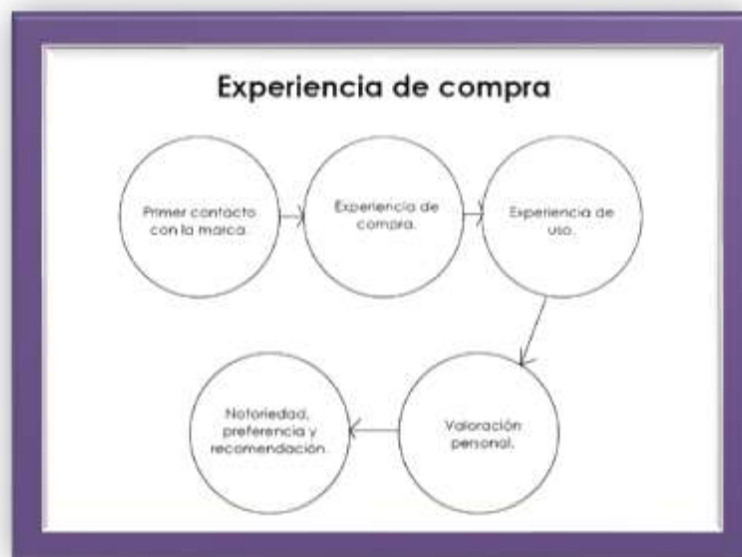 Experiencia de compra
Primer contacto
con la marca.
Experiencia de
compra.
Experiencia de
uso.
Valoración
personal.
Notoriedad,
preferencia y
recomendación.